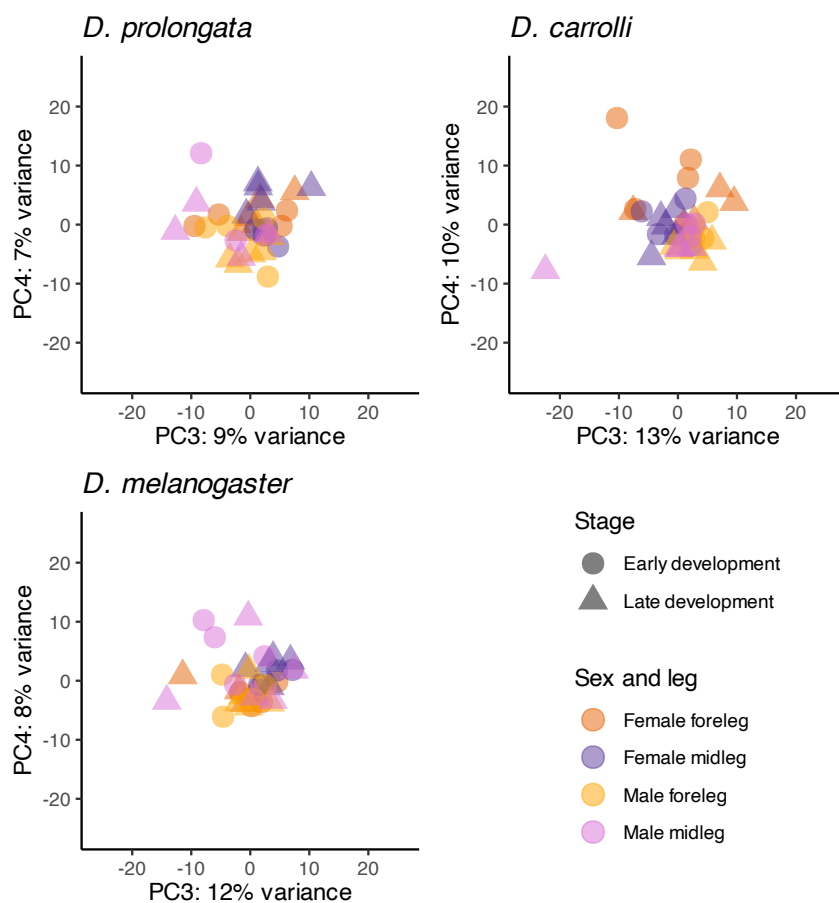 D. prolongata
20
10
0
-10
-20
PC4: 7% variance
-20 -10 0 10 20
PC3: 9% variance
D. carrolli
20
10
0
-10
-20
PC4: 10% variance
-20 -10 0 10 20
PC3: 13% variance
D. melanogaster
20
10
0
-10
-20
PC4: 8% variance
-20 -10 0 10 20
PC3: 12% variance
Stage
Early development
Late development
Sex and leg
Female foreleg
Female midleg
Male foreleg
Male midleg